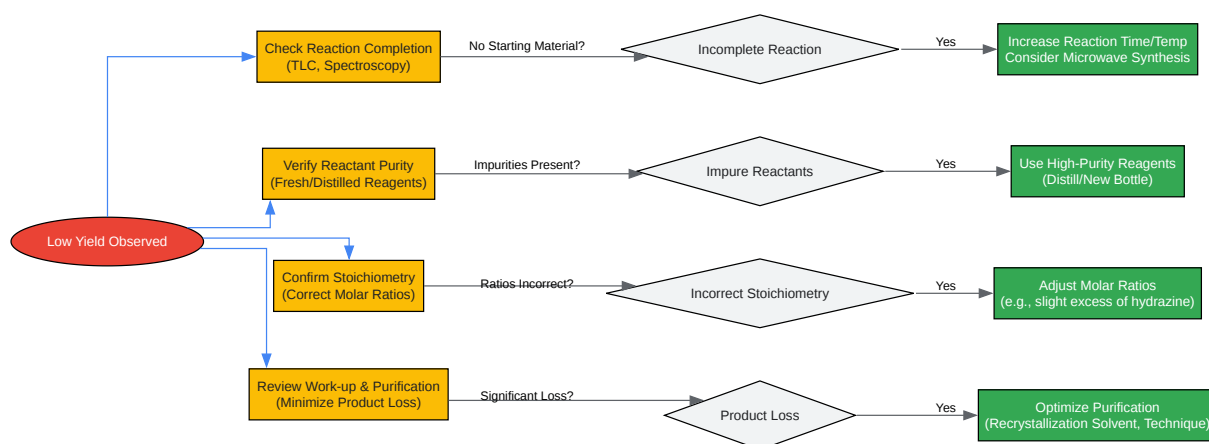 Check Reaction Completion
(TLC, Spectroscopy)
No Starting Material?
Incomplete Reaction
Yes
Increase Reaction Time/Temp
Consider Microwave Synthesis
Verify Reactant Purity
(Fresh/Distilled Reagents)
Impurities Present?
Impure Reactants
Yes
Use High-Purity Reagents
(Distill/New Bottle)
Low Yield Observed
Confirm Stoichiometry
(Correct Molar Ratios)
Ratios Incorrect?
Incorrect Stoichiometry
Yes
Adjust Molar Ratios
(e.g., slight excess of hydrazine)
Review Work-up & Purification
(Minimize Product Loss)
Significant Loss?
Product Loss
Yes
Optimize Purification
(Recrystallization Solvent, Technique)